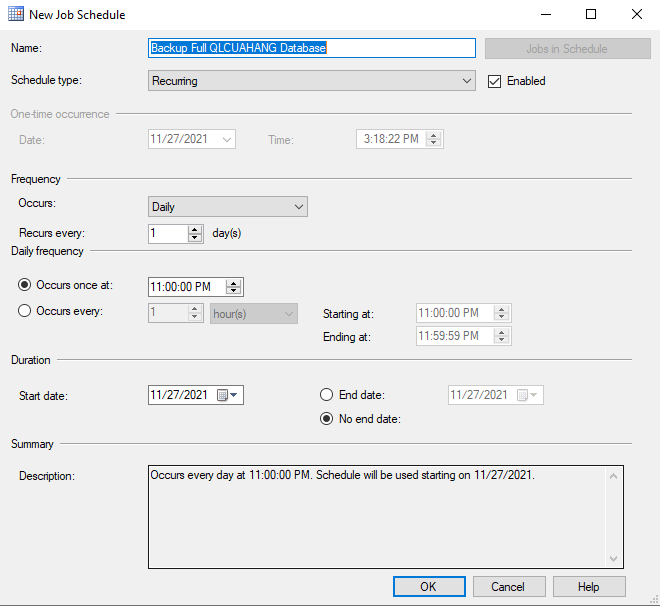 New Job Schedule
Name: Backup Full QLCUAHANG Database Jobs in Schedule
Schedule type: Recurring Enabled
One-time occurrence
Date: 11/27/2021 Time: 3:18:22 PM
Frequency
Occurs: Daily
Recurs every: 1 day(s)
Daily frequency
Occurs once at: 11:00:00 PM
Occurs every: 1 hour(s) Starting at: 11:00:00 PM
Ending at: 11:59:59 PM
Duration
Start date: 11/27/2021 End date: 11/27/2021
No end date:
Summary
Description: Occurs every day at 11:00:00 PM. Schedule will be used starting on 11/27/2021.
OK Cancel Help